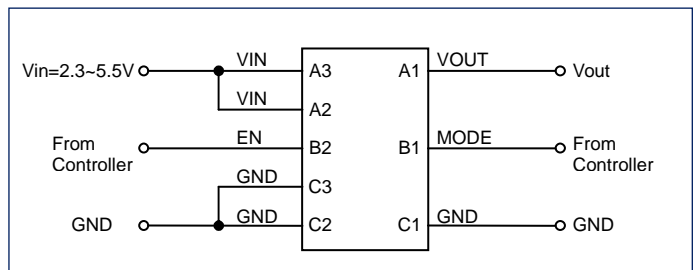 VIN VOUT
Vin=2.3~5.5V A3 A1 Vout
VIN
A2
EN MODE
From B2 B1 From
Controller Controller
GND
C3
GND GND
GND C2 C1 GND